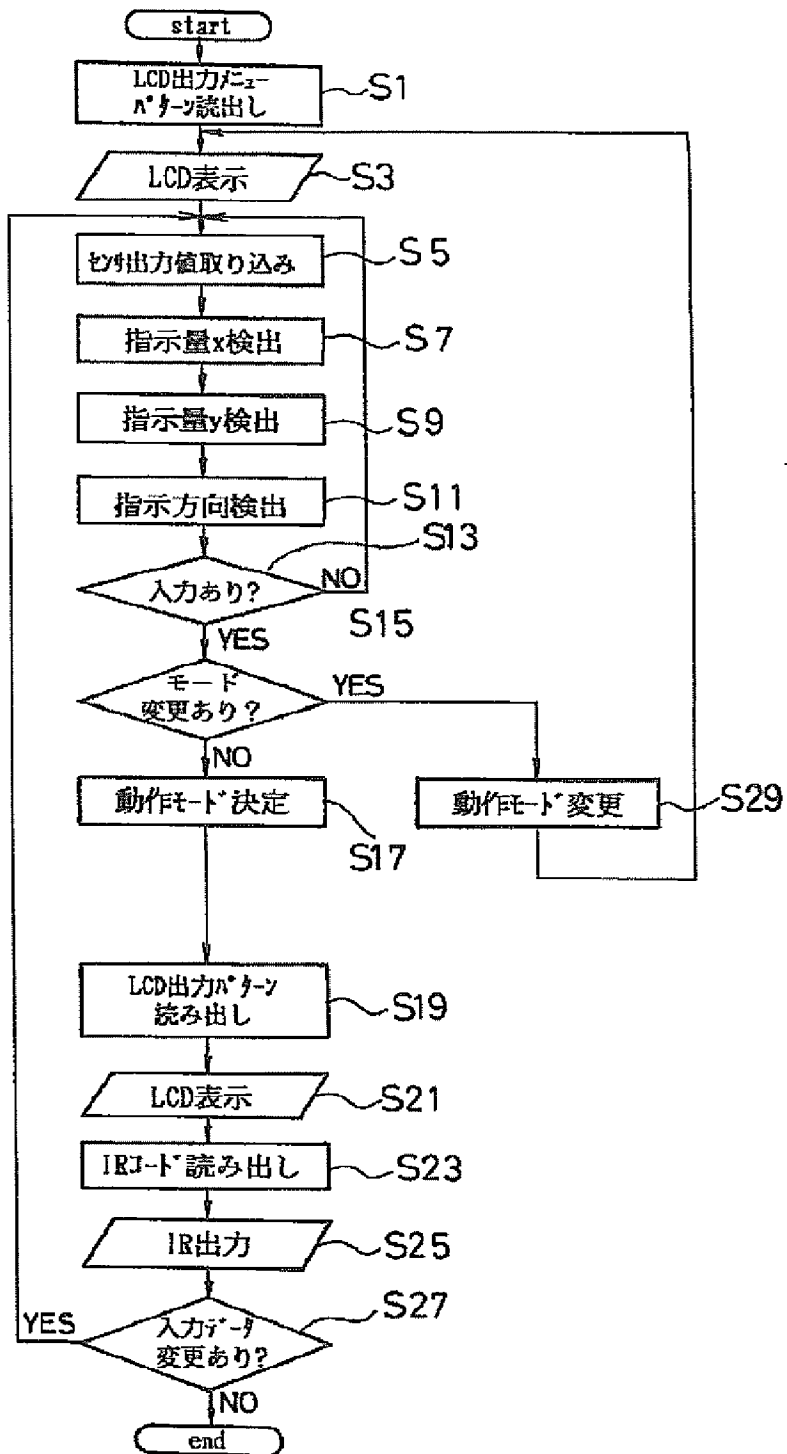 start
LCD出力メニュー
パターン読出し
S1
LCD表示
S3
センサ出力値取り込み
S5
指示量x検出
S7
指示量y検出
S9
指示方向検出
S11
S13
入力あり?
NO
S15
YES
モード
変更あり?
YES
NO
動作モード決定
S17
動作モード変更
S29
LCD出力パターン
読み出し
S19
LCD表示
S21
IRコード読み出し
S23
IR出力
S25
S27
YES
入力データ
変更あり?
NO
end